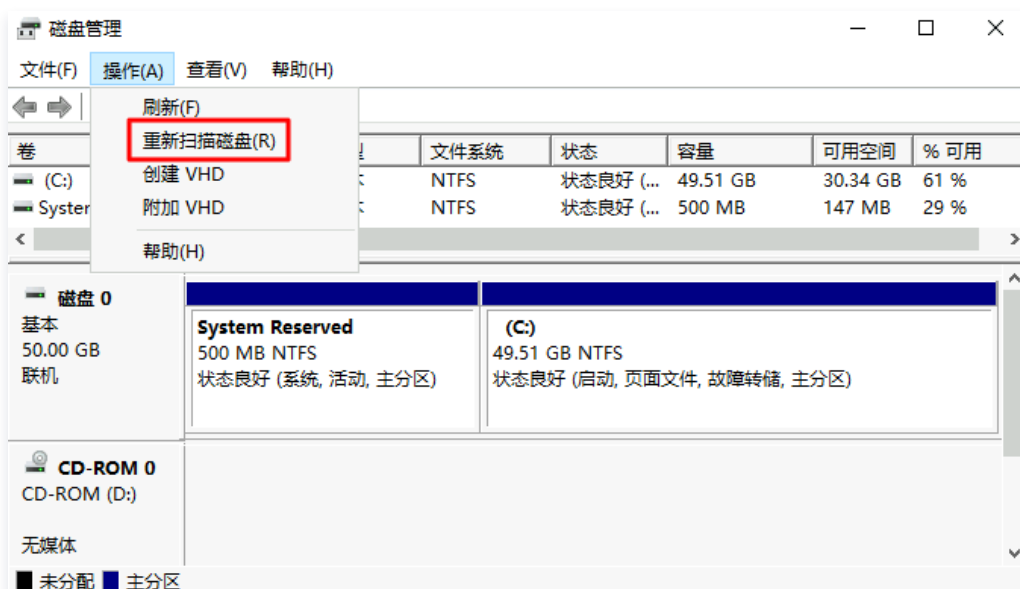 磁盘管理
文件(F) 操作(A) 查看(V) 帮助(H)
刷新(F)
重新扫描磁盘(R)
创建 VHD
附加 VHD
帮助(H)
卷 文件系统 状态 容量 可用空间 % 可用
(C:) NTFS 状态良好 (... 49.51 GB 30.34 GB 61 %
Syster NTFS 状态良好 (... 500 MB 147 MB 29 %
磁盘 0
基本
50.00 GB
联机
System Reserved
500 MB NTFS
状态良好 (系统, 活动, 主分区)
(C:)
49.51 GB NTFS
状态良好 (启动, 页面文件, 故障转储, 主分区)
CD-ROM 0
CD-ROM (D:)
无媒体
未分配 主分区